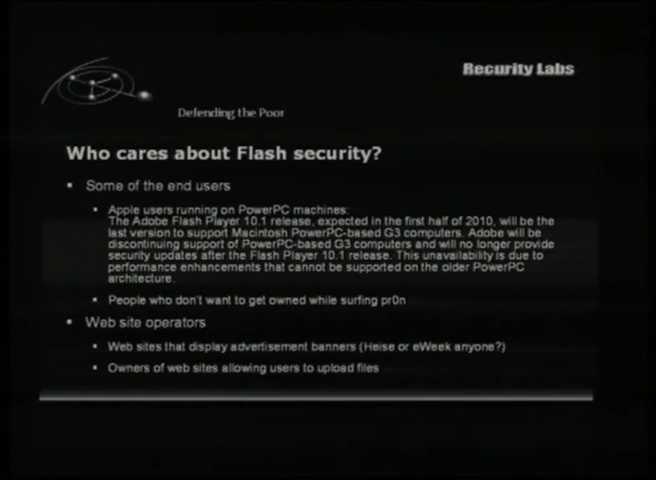 Recurity Labs
Defending the Poor
Who cares about Flash security?
Some of the end users
Apple users running on PowerPC machines:
The Adobe Flash Player 10.1 release, expected in the first half of 2010, will be the
last version to support Macintosh PowerPC-based G3 computers. Adobe will be
discontinuing support of PowerPC-based G3 computers and will no longer provide
security updates after the Flash Player 10.1 release. This unavailability is due to
performance enhancements that cannot be supported on the older PowerPC
architecture.
People who don't want to get owned while surfing pr0n
Web site operators
Web sites that display advertisement banners (Heise or eWeek anyone?)
Owners of web sites allowing users to upload files